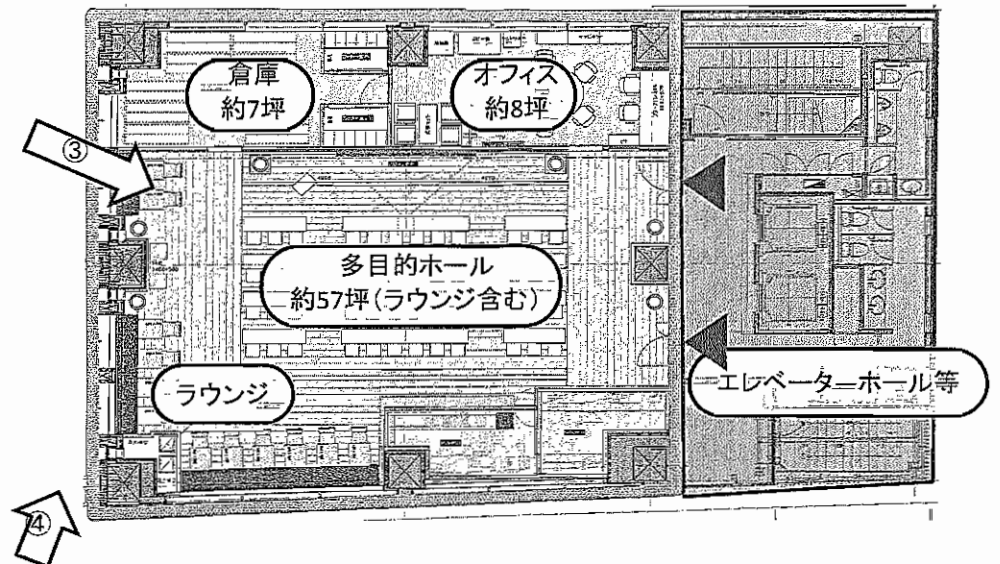 倉庫
約7坪
オフィス
約8坪
③
多目的ホール
約57坪(ラウンジ含む)
ラウンジ
エレベーターホール等
④